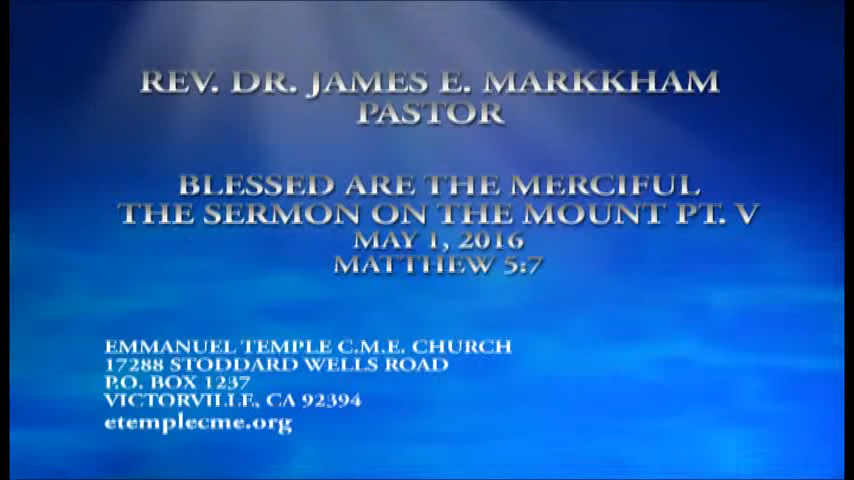 REV. DR. JAMES E. MARKKHAM
PASTOR
BLESSED ARE THE MERCIFUL
THE SERMON ON THE MOUNT PT. V
MAY 1, 2016
MATTHEW 5:7
EMMANUEL TEMPLE C.M.E. CHURCH
17288 STODDARD WELLS ROAD
P.O. BOX 1237
VICTORVILLE, CA 92394
etemplecme.org